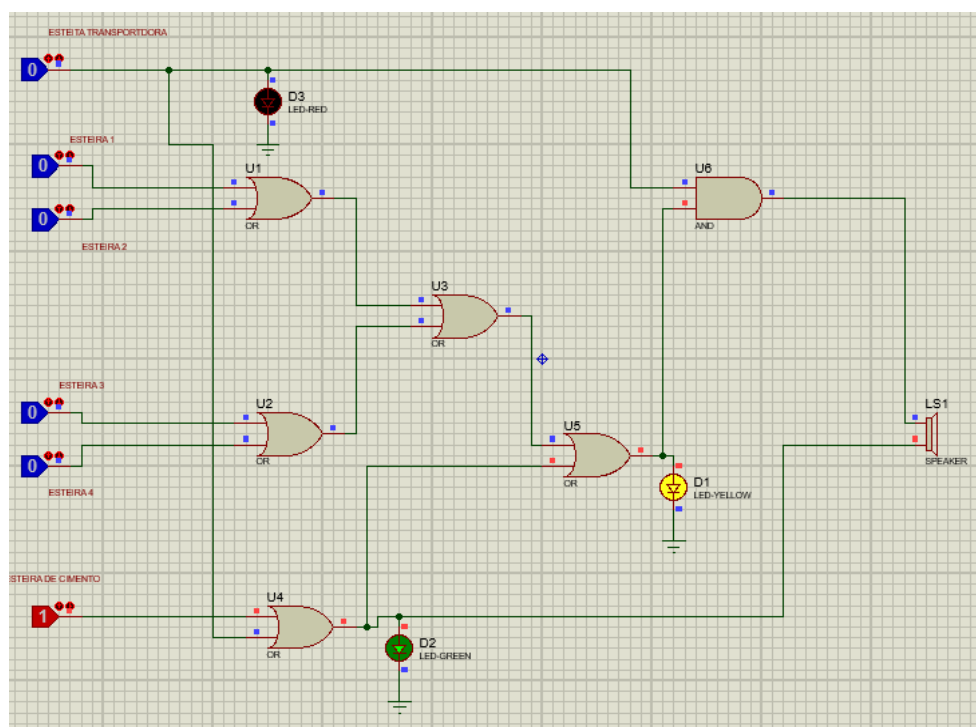 ESTEITA TRANSPORTDORA
0
D3
LED-RED
ESTEIRA 1
0
U1
U6
0
OR
AND
ESTEIRA 2
U3
OR
ESTEIRA 3
0
U2
LS1
U5
0
OR
SPEAKER
OR
D1
LED-YELLOW
ESTEIRA 4
STEIRA DE CIMENTO
U4
1
D2
LED-GREEN
OR